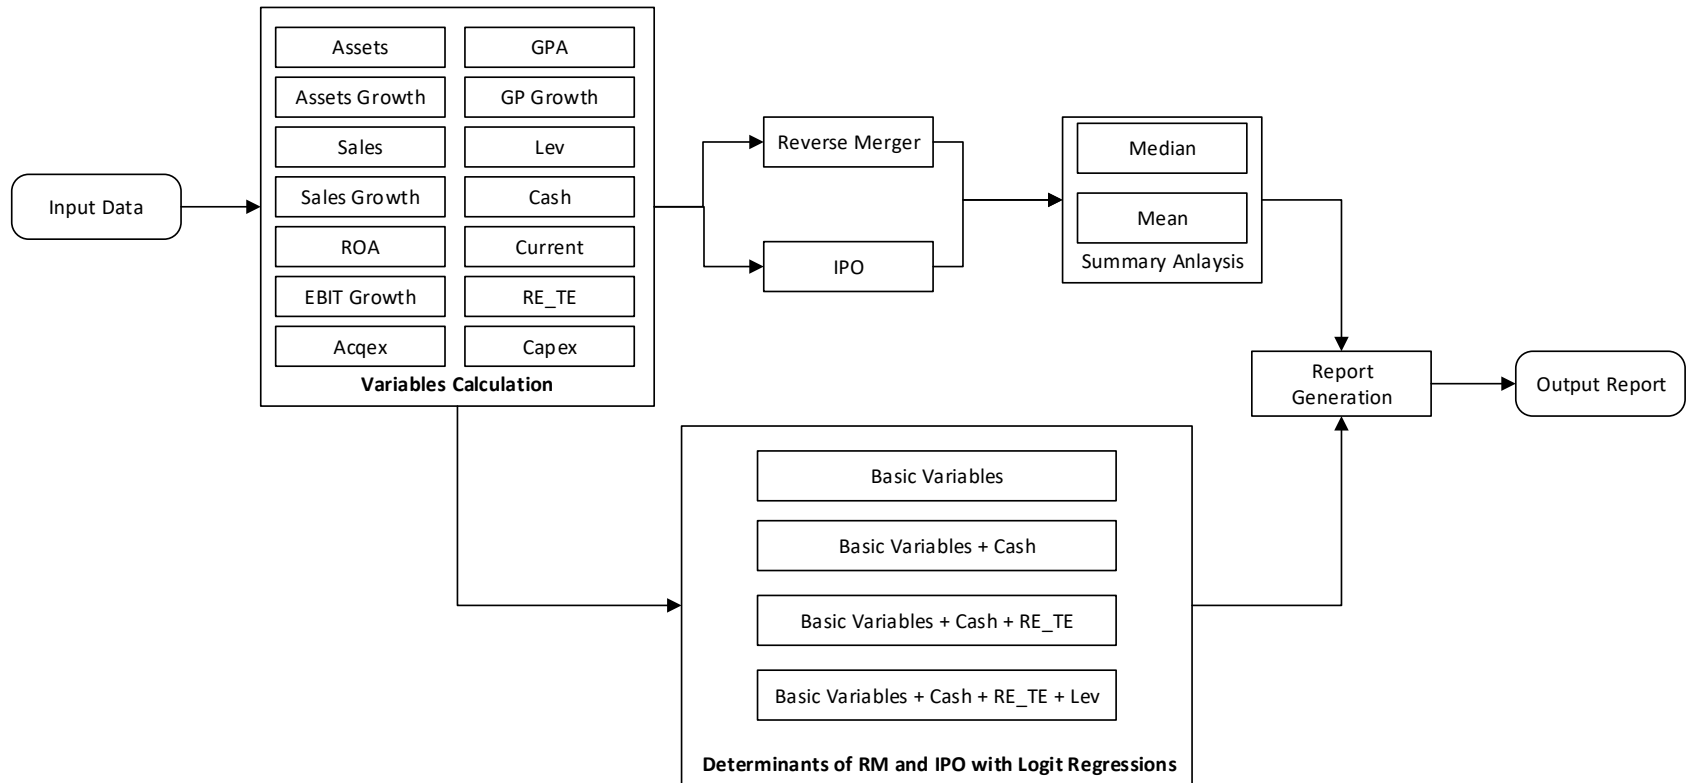 Input Data
Assets
GPA
Assets Growth
GP Growth
Sales
Lev
Sales Growth
Cash
ROA
Current
EBIT Growth
RE_TE
Acqex
Capex
Variables Calculation
Reverse Merger
IPO
Median
Mean
Summary Anlaysis
Basic Variables
Basic Variables + Cash
Basic Variables + Cash + RE_TE
Basic Variables + Cash + RE_TE + Lev
Determinants of RM and IPO with Logit Regressions
Report
Generation
Output Report